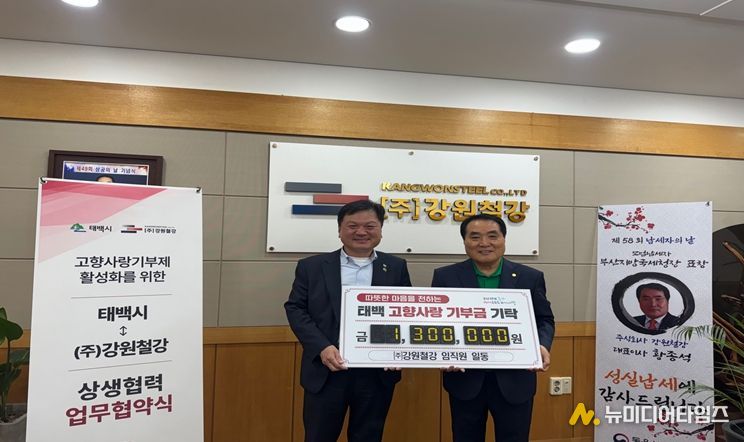 제49회 상공의 날 기념식
태백시 (주)강원철강
고향사랑기부제
활성화를 위한
태백시
↕
(주)강원철강
상생협력
업무협약식
KANGWONSTEEL CO.,LTD
[주]강원철강
따뜻한 마음을 전하는
태백 고향사랑 기부금 기탁
금 1,300,000 원
㈜강원철강 임직원 일동
제 58 회 납세자의 날
모범납세자
부산지방국세청장 표창
주식회사 강원철강
대표이사 황종석
성실납세에
감사드립니다
뉴미디어타임즈